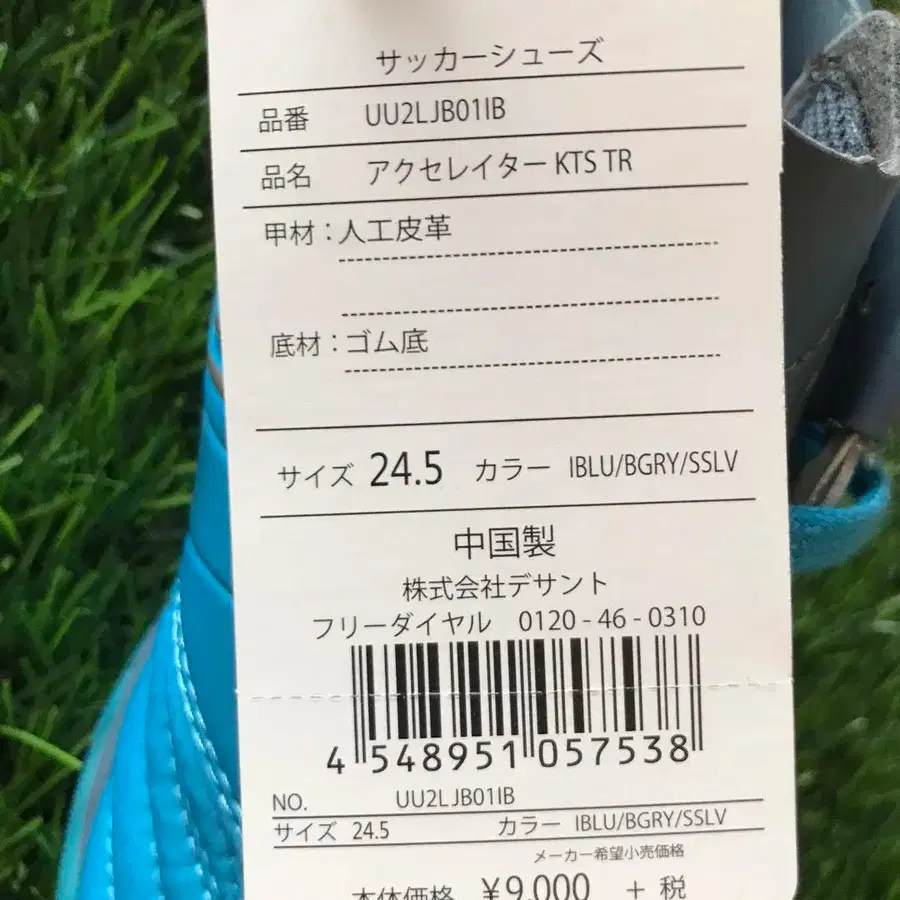 サッカーシューズ
品番 UU2LJB01IB
品名 アクセレイターKTS TR
甲材：人工皮革
底材：ゴム底
サイズ 24.5 カラー IBLU/BGRY/SSLV
中国製
株式会社デサント
フリーダイヤル 0120-46-0310
4 548951 057538
NO. UU2LJB01IB
サイズ 24.5 カラー IBLU/BGRY/SSLV
メーカー希望小売価格
本体価格 ¥9,000 + 税